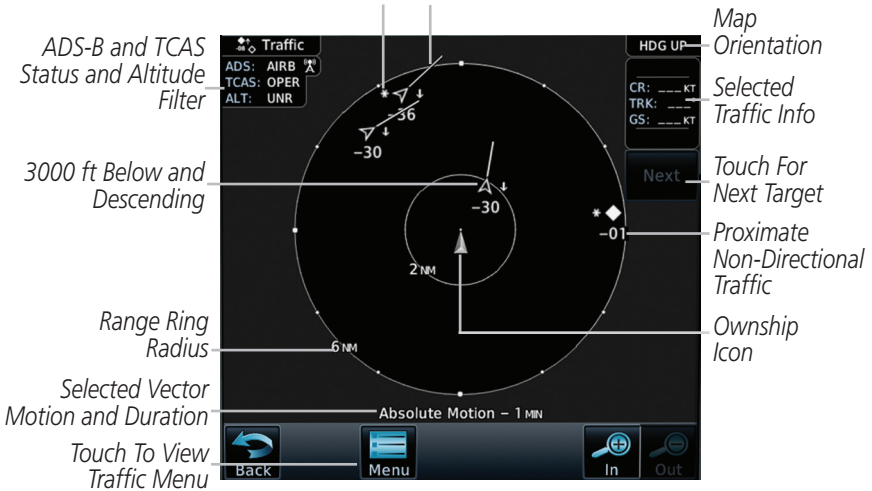 ADS-B and TCAS
Status and Altitude
Filter
3000 ft Below and
Descending
Range Ring
Radius
Selected Vector
Motion and Duration
Touch To View
Traffic Menu
Traffic
ADS: AIRB
TCAS: OPER
ALT: UNR
HDG UP
CR: ___ KT
TRK: ___
GS: ___ KT
Next
* -36
-30
-30
* -01
2 NM
6 NM
Absolute Motion – 1 MIN
Back
Menu
In
Out
Map
Orientation
Selected
Traffic Info
Touch For
Next Target
Proximate
Non-Directional
Traffic
Ownship
Icon